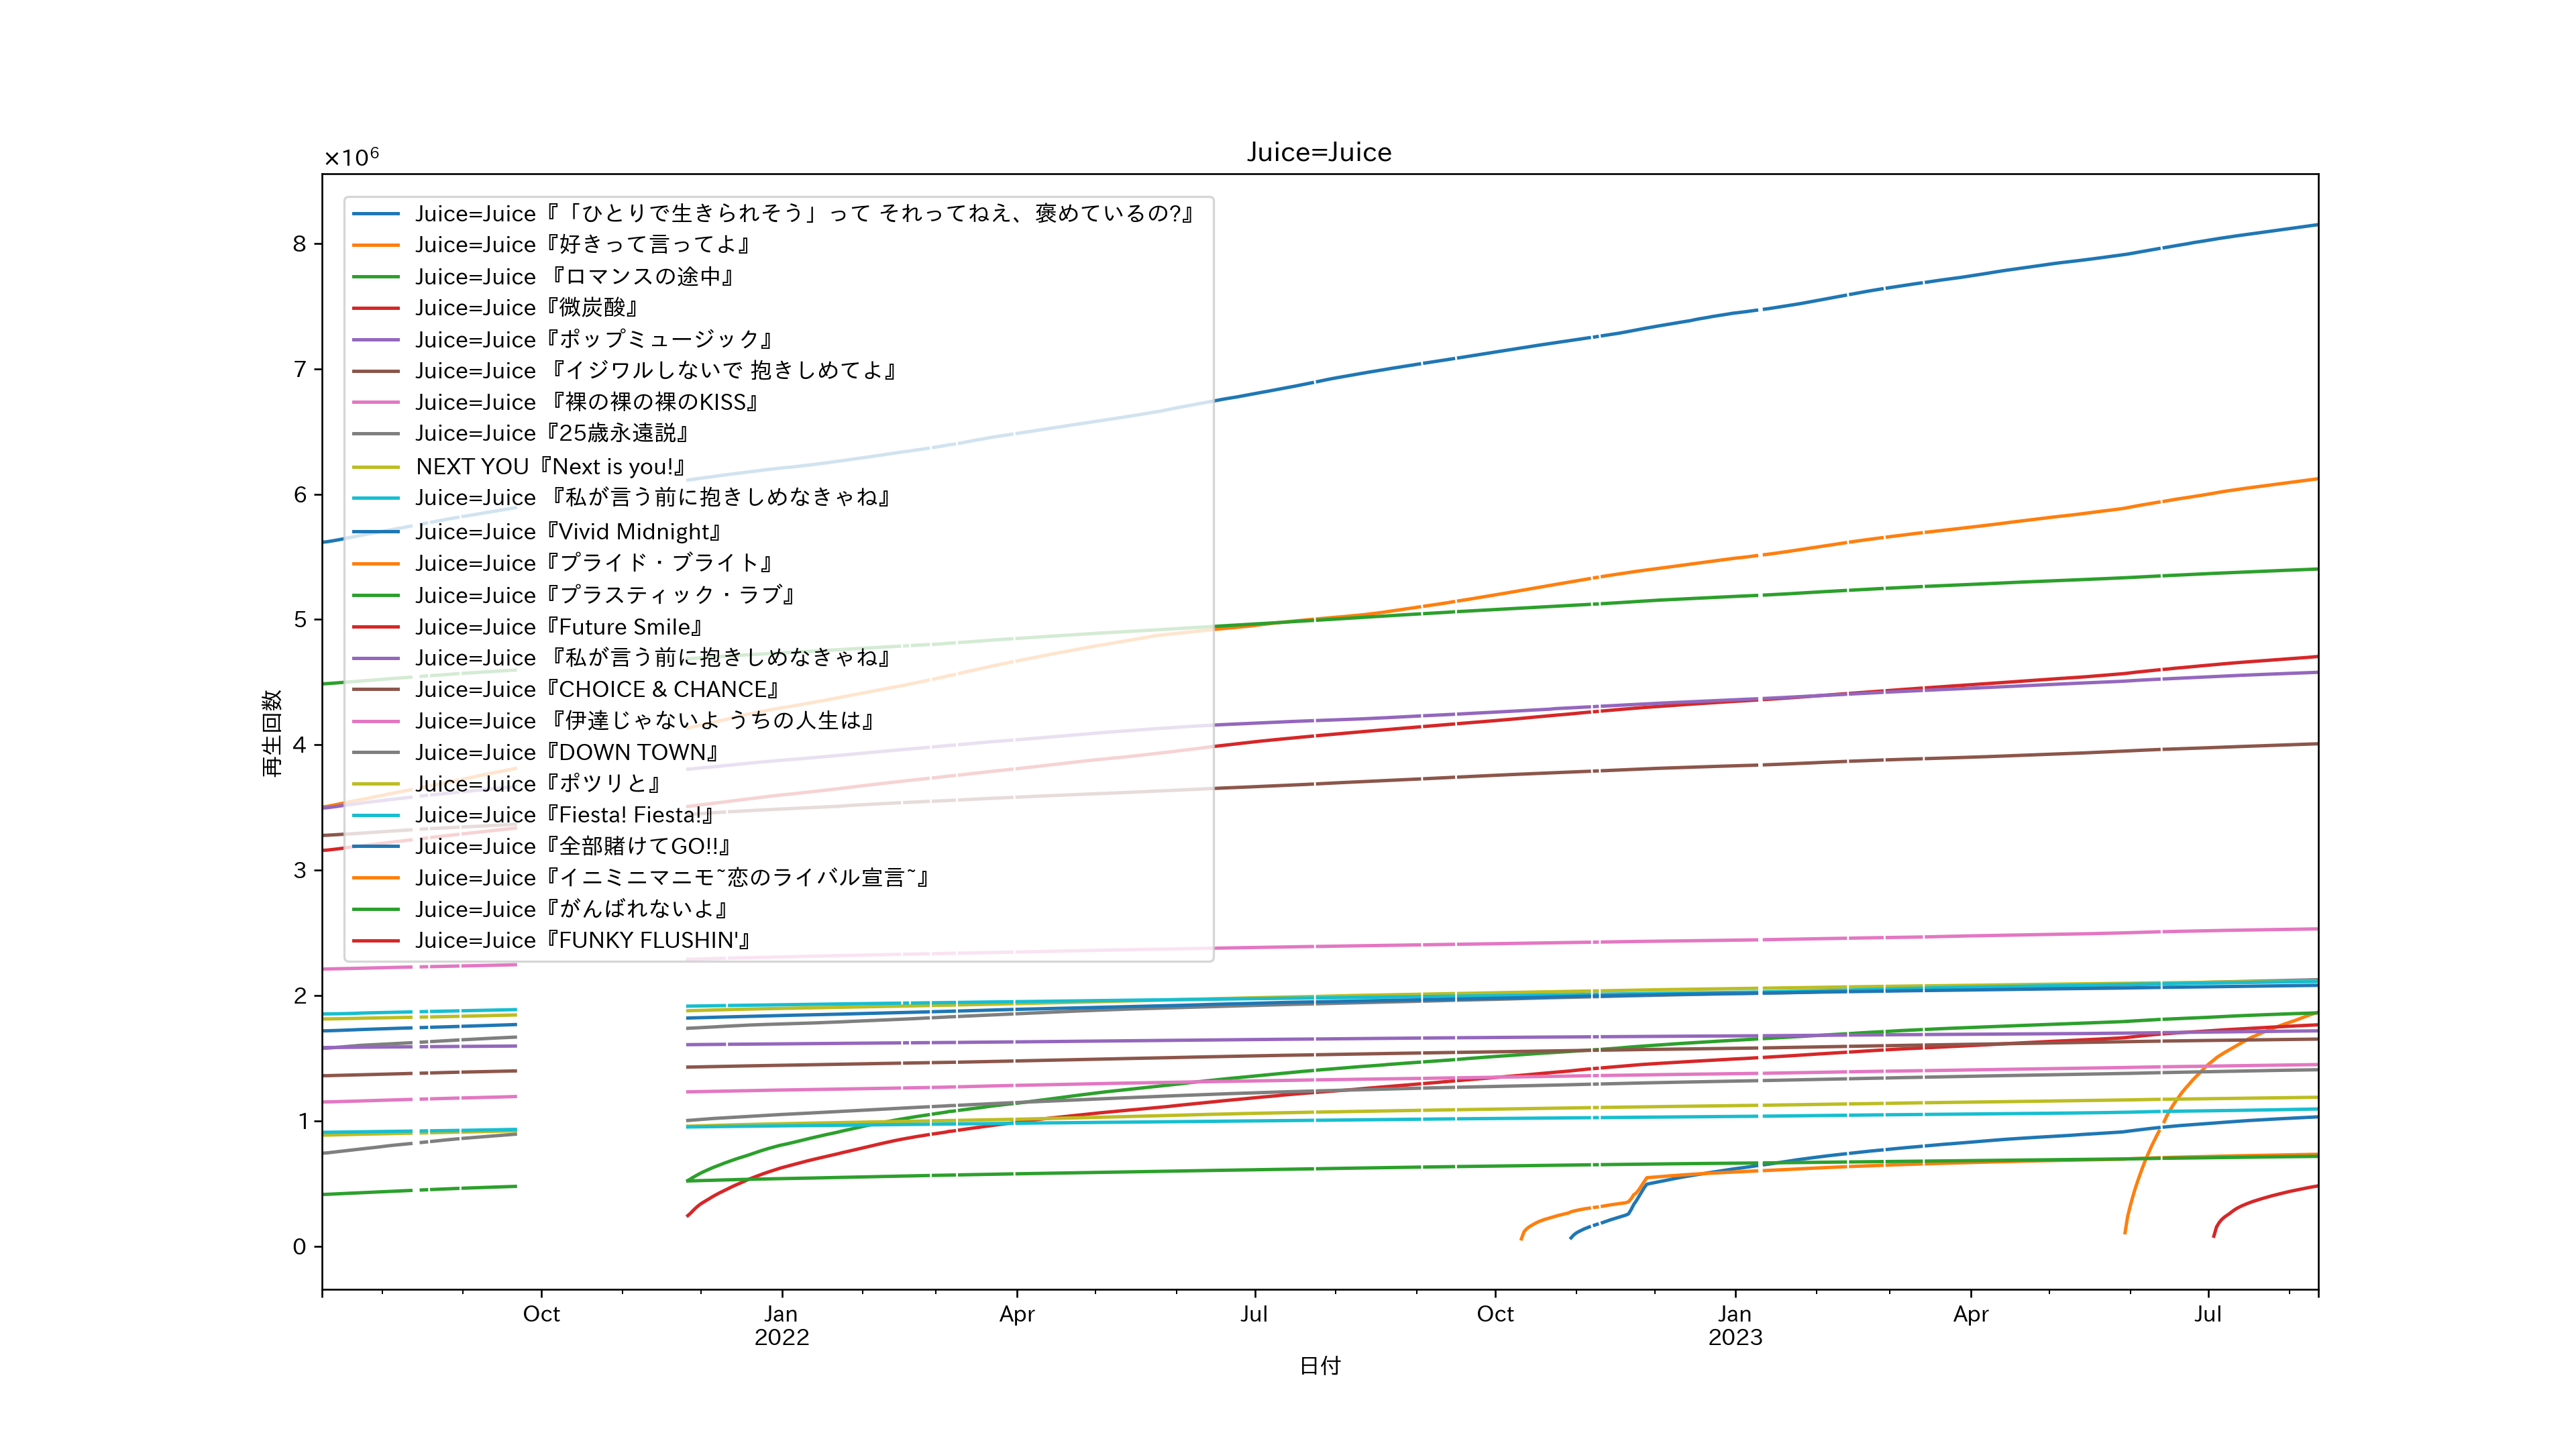 Juice=Juice
×10⁶
Juice=Juice『「ひとりで生きられそう」って それってねえ、褒めているの?』
Juice=Juice『好きって言ってよ』
Juice=Juice 『ロマンスの途中』
Juice=Juice『微炭酸』
Juice=Juice『ポップミュージック』
Juice=Juice 『イジワルしないで 抱きしめてよ』
Juice=Juice 『裸の裸の裸のKISS』
Juice=Juice『25歳永遠説』
NEXT YOU『Next is you!』
Juice=Juice 『私が言う前に抱きしめなきゃね』
Juice=Juice『Vivid Midnight』
Juice=Juice『プライド・ブライト』
Juice=Juice『プラスティック・ラブ』
Juice=Juice『Future Smile』
Juice=Juice 『私が言う前に抱きしめなきゃね』
Juice=Juice『CHOICE & CHANCE』
Juice=Juice 『伊達じゃないよ うちの人生は』
Juice=Juice『DOWN TOWN』
Juice=Juice『ポツリと』
Juice=Juice『Fiesta! Fiesta!』
Juice=Juice『全部賭けてGO!!』
Juice=Juice『イニミニマニモ~恋のライバル宣言~』
Juice=Juice『がんばれないよ』
Juice=Juice『FUNKY FLUSHIN'』
8
7
6
5
4
3
2
1
0
再生回数
Oct
Jan
Apr
Jul
Oct
Jan
Apr
Jul
2022
2023
日付